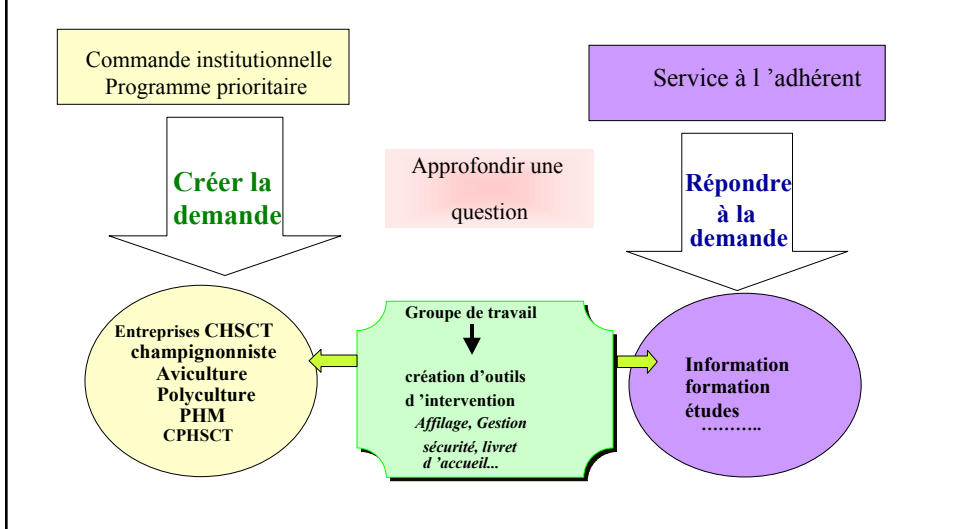 Commande institutionnelle
Programme prioritaire
Service à l ’adhérent
Créer la
demande
Approfondir une
question
Répondre
à la
demande
Entreprises CHSCT
champignonniste
Aviculture
Polyculture
PHM
CPHSCT
Groupe de travail
création d’outils
d ’intervention
Affilage, Gestion
sécurité, livret
d ’accueil...
Information
formation
études
………..